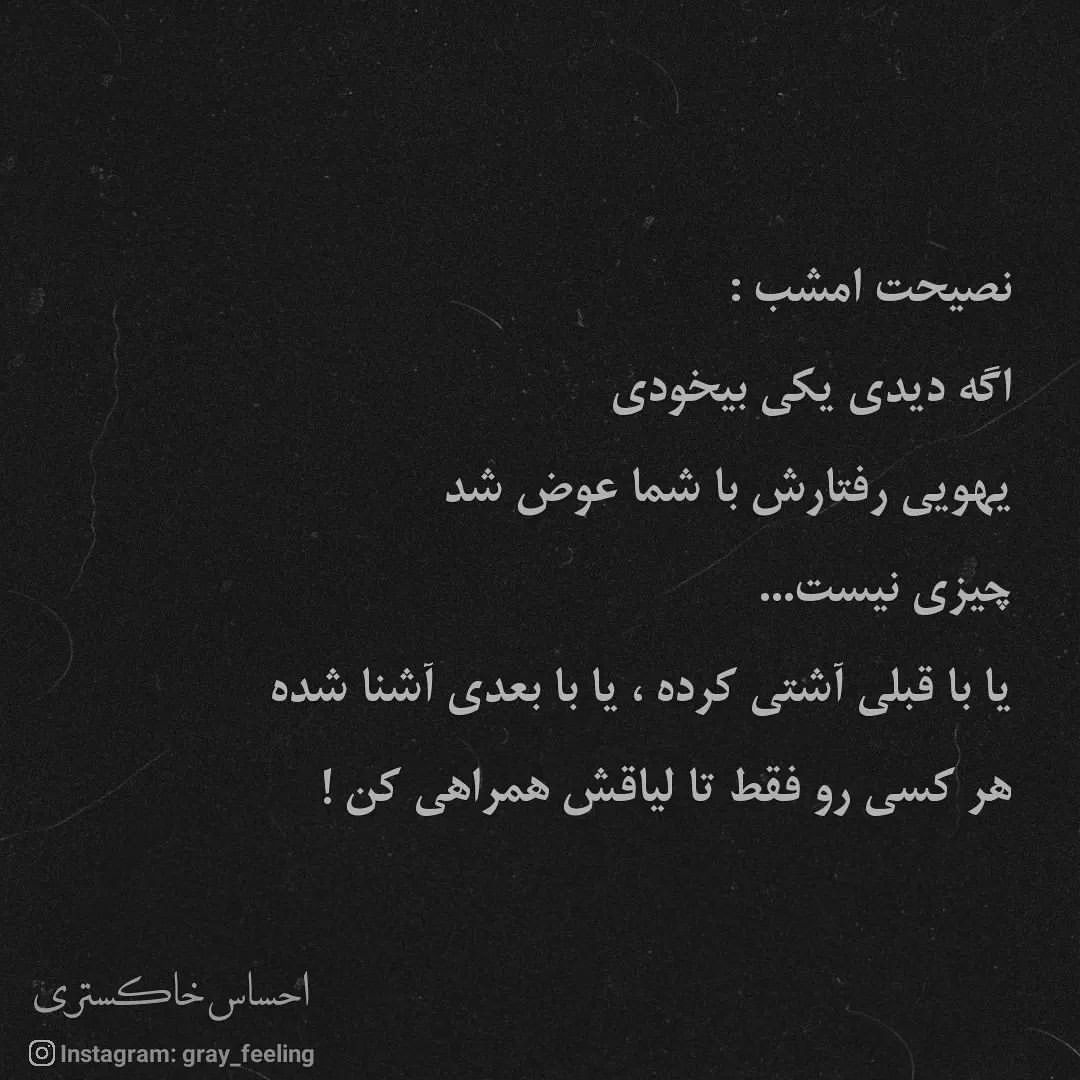 نصیحت امشب :
اگه دیدی یکی بیخودی
یهویی رفتارش با شما عوض شد
چیزی نیست...
یا با قبلی آشتی کرده ، یا با بعدی آشنا شده
هر کسی رو فقط تا لیاقش همراهی کن !
احساس خاکستری
Instagram: gray_feeling